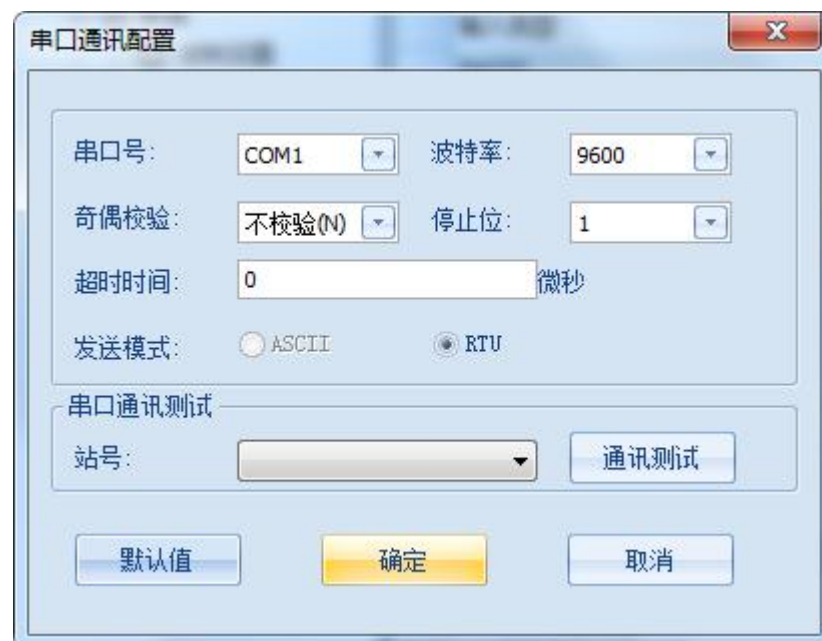 串口通讯配置
串口号: COM1 波特率: 9600
奇偶校验: 不校验(N) 停止位: 1
超时时间: 0 微秒
发送模式: ASCII RTU
串口通讯测试
站号: 通讯测试
默认值 确定 取消